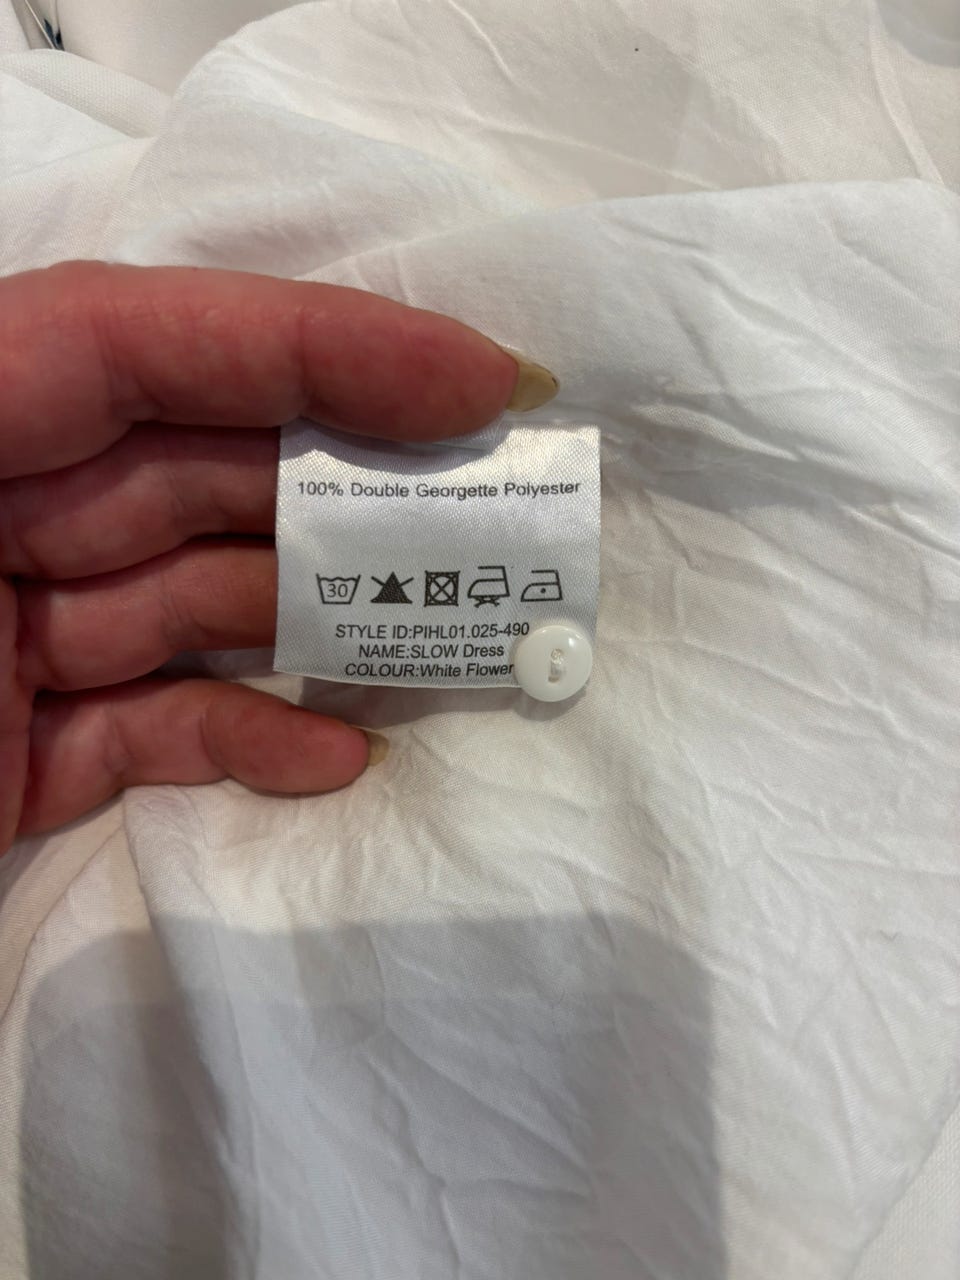 100% Double Georgette Polyester
30
STYLE ID:PIHL01.025-490
NAME:SLOW Dress
COLOUR:White Flower